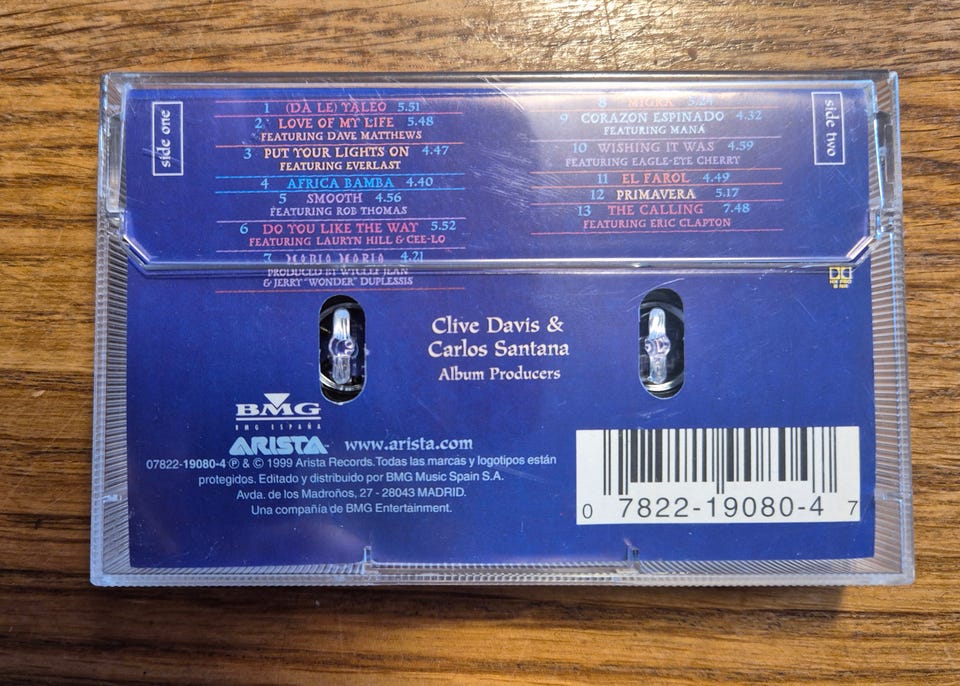 side one
1 (DA LE) YALEO 5.51
2 LOVE OF MY LIFE 5.48
FEATURING DAVE MATTHEWS
3 PUT YOUR LIGHTS ON 4.47
FEATURING EVERLAST
4 AFRICA BAMBA 4.40
5 SMOOTH 4.56
FEATURING ROB THOMAS
6 DO YOU LIKE THE WAY 5.52
FEATURING LAURYN HILL & CEE-LO
7 MARIA MARIA 4.21
PRODUCED BY WYCLEF JEAN
& JERRY "WONDER" DUPLESSIS
side two
8 MIGRA 5.24
9 CORAZON ESPINADO 4.32
FEATURING MANÁ
10 WISHING IT WAS 4.59
FEATURING EAGLE-EYE CHERRY
11 EL FAROL 4.49
12 PRIMAVERA 5.17
13 THE CALLING 7.48
FEATURING ERIC CLAPTON
HX PRO
B NR
Clive Davis &
Carlos Santana
Album Producers
BMG
BMG ESPAÑA
ARISTA™ www.arista.com
07822-19080-4 ℗ & © 1999 Arista Records.Todas las marcas y logotipos están
protegidos. Editado y distribuido por BMG Music Spain S.A.
Avda. de los Madroños, 27 - 28043 MADRID.
Una compañía de BMG Entertainment.
0 7822-19080-4 7